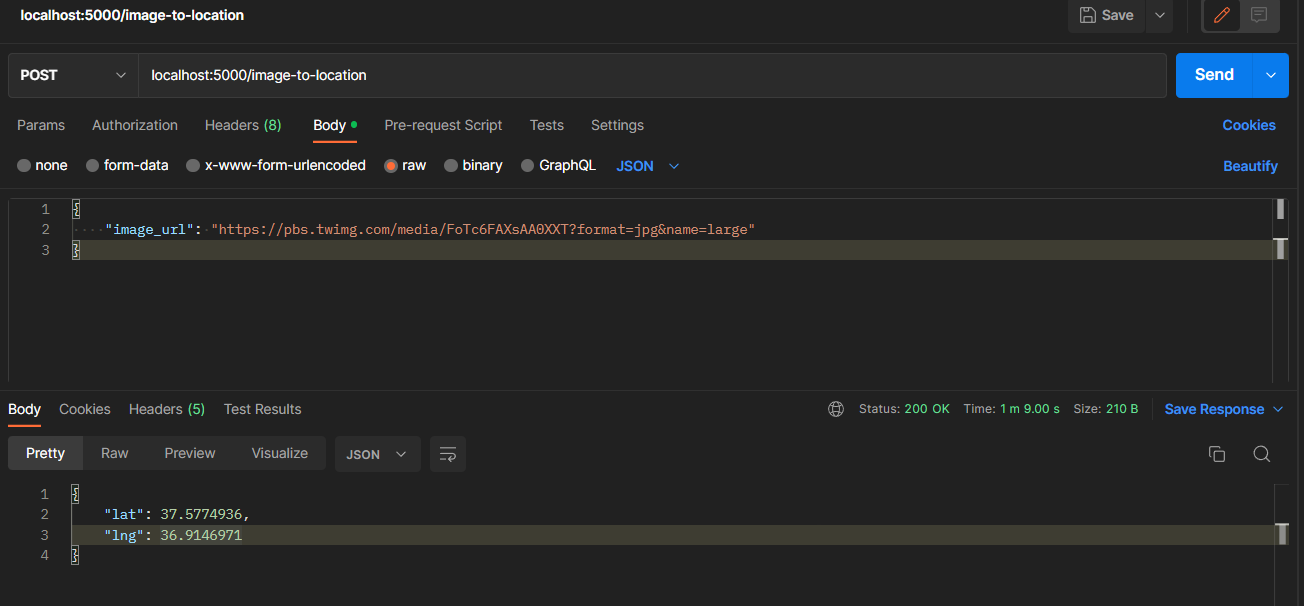 localhost:5000/image-to-location
Save
POST localhost:5000/image-to-location Send
Params Authorization Headers (8) Body Pre-request Script Tests Settings Cookies
none form-data x-www-form-urlencoded raw binary GraphQL JSON Beautify
1 {
2 "image_url": "https://pbs.twimg.com/media/FoTc6FAXsAA0XXT?format=jpg&name=large"
3 }
Body Cookies Headers (5) Test Results Status: 200 OK Time: 1 m 9.00 s Size: 210 B Save Response
Pretty Raw Preview Visualize JSON
1 {
2 "lat": 37.5774936,
3 "lng": 36.9146971
4 }